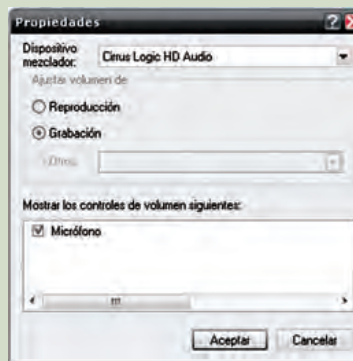 Propiedades
Dispositivo
mezclador: Cirrus Logic HD Audio
Ajustar volumen de
Reproducción
Grabación
Otros
Mostrar los controles de volumen siguientes:
Micrófono
Aceptar Cancelar